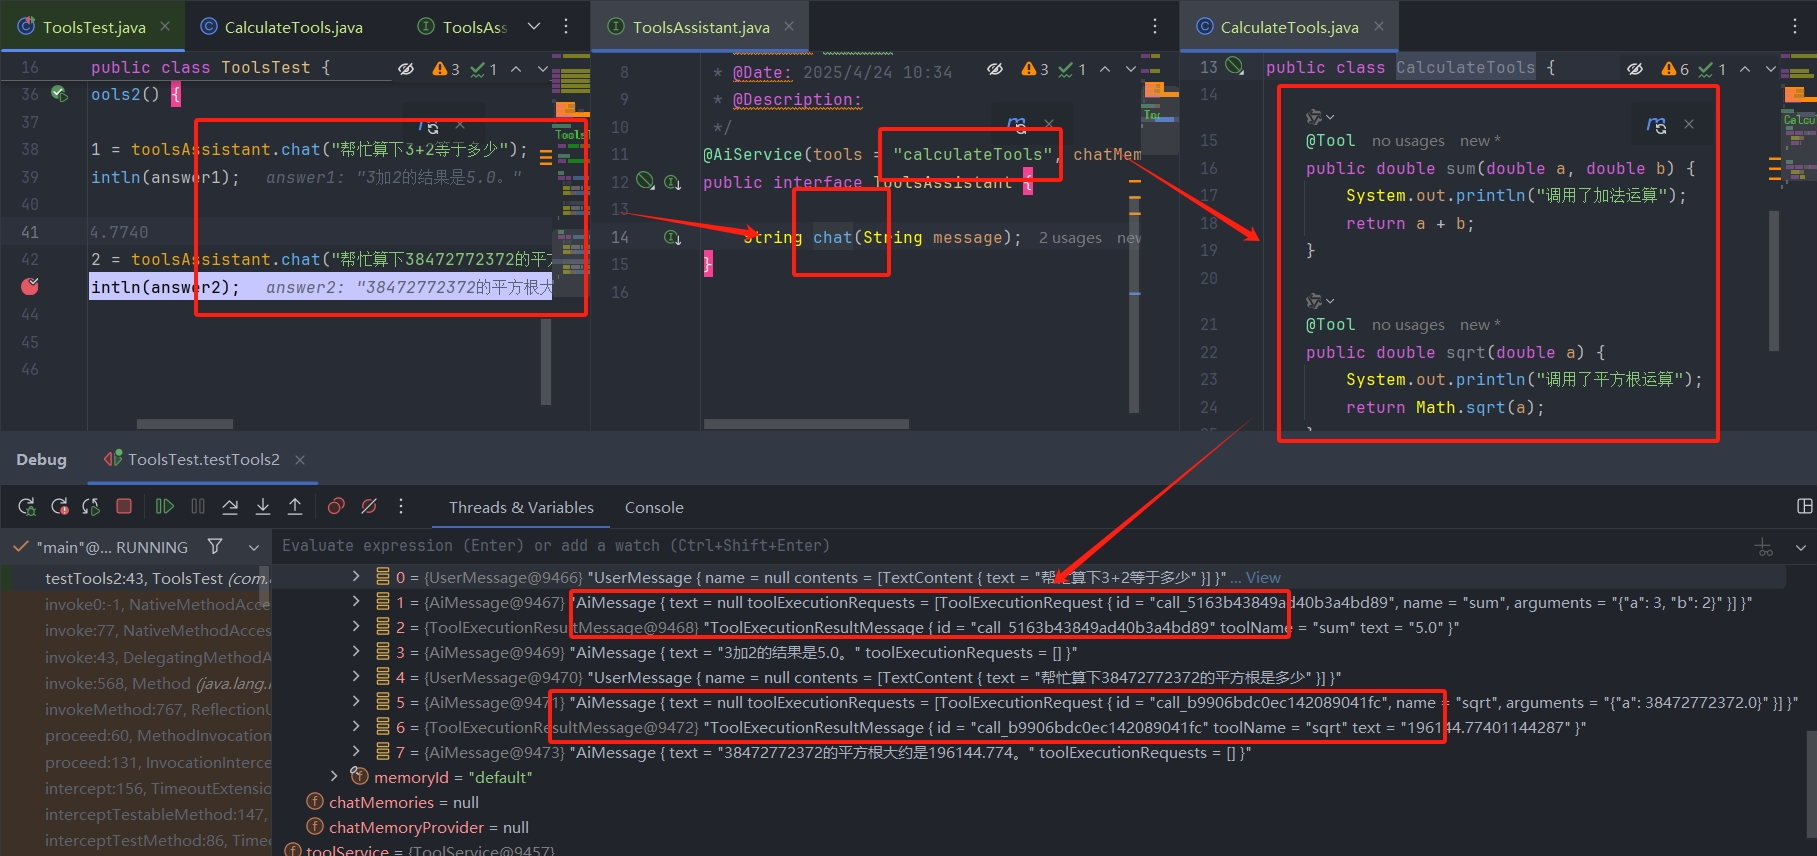 ToolsTest.java
CalculateTools.java
ToolsAss
ToolsAssistant.java
CalculateTools.java
16 public class ToolsTest { 3 1
36 ools2() {
37
38 1 = toolsAssistant.chat("帮忙算下3+2等于多少");
39 intln(answer1); answer1: "3加2的结果是5.0。"
40
41 4.7740
42 2 = toolsAssistant.chat("帮忙算下38472772372的平方
intln(answer2); answer2: "38472772372的平方根大
44
45
46
8 * @Date: 2025/4/24 10:34 3 1
9 * @Description:
10 */
11 @AiService(tools = "calculateTools", chatMem
12 public interface ToolsAssistant {
13
14 String chat(String message); 2 usages new
15 }
16
13 public class CalculateTools { 6 1
14
15 @Tool no usages new *
16 public double sum(double a, double b) {
17 System.out.println("调用了加法运算");
18 return a + b;
19 }
20
21 @Tool no usages new *
22 public double sqrt(double a) {
23 System.out.println("调用了平方根运算");
24 return Math.sqrt(a);
Debug
ToolsTest.testTools2
Threads & Variables
Console
"main"@... RUNNING
Evaluate expression (Enter) or add a watch (Ctrl+Shift+Enter)
testTools2:43, ToolsTest (com.
invoke0:-1, NativeMethodAcce
invoke:77, NativeMethodAcces
invoke:43, DelegatingMethodA
invoke:568, Method (java.lang.r
invokeMethod:767, ReflectionU
proceed:60, MethodInvocation
proceed:131, InvocationInterce
intercept:156, TimeoutExtensio
interceptTestableMethod:147,
interceptTestMethod:86, Timeo
0 = {UserMessage@9466} "UserMessage { name = null contents = [TextContent { text = "帮忙算下3+2等于多少" }] }" ... View
1 = {AiMessage@9467} "AiMessage { text = null toolExecutionRequests = [ToolExecutionRequest { id = "call_5163b43849ad40b3a4bd89", name = "sum", arguments = "{"a": 3, "b": 2}" }] }"
2 = {ToolExecutionResultMessage@9468} "ToolExecutionResultMessage { id = "call_5163b43849ad40b3a4bd89" toolName = "sum" text = "5.0" }"
3 = {AiMessage@9469} "AiMessage { text = "3加2的结果是5.0。" toolExecutionRequests = [] }"
4 = {UserMessage@9470} "UserMessage { name = null contents = [TextContent { text = "帮忙算下38472772372的平方根是多少" }] }"
5 = {AiMessage@9471} "AiMessage { text = null toolExecutionRequests = [ToolExecutionRequest { id = "call_b9906bdc0ec142089041fc", name = "sqrt", arguments = "{"a": 38472772372.0}" }] }"
6 = {ToolExecutionResultMessage@9472} "ToolExecutionResultMessage { id = "call_b9906bdc0ec142089041fc" toolName = "sqrt" text = "196144.77401144287" }"
7 = {AiMessage@9473} "AiMessage { text = "38472772372的平方根大约是196144.774。" toolExecutionRequests = [] }"
memoryId = "default"
chatMemories = null
chatMemoryProvider = null
toolService = {ToolService@9457}